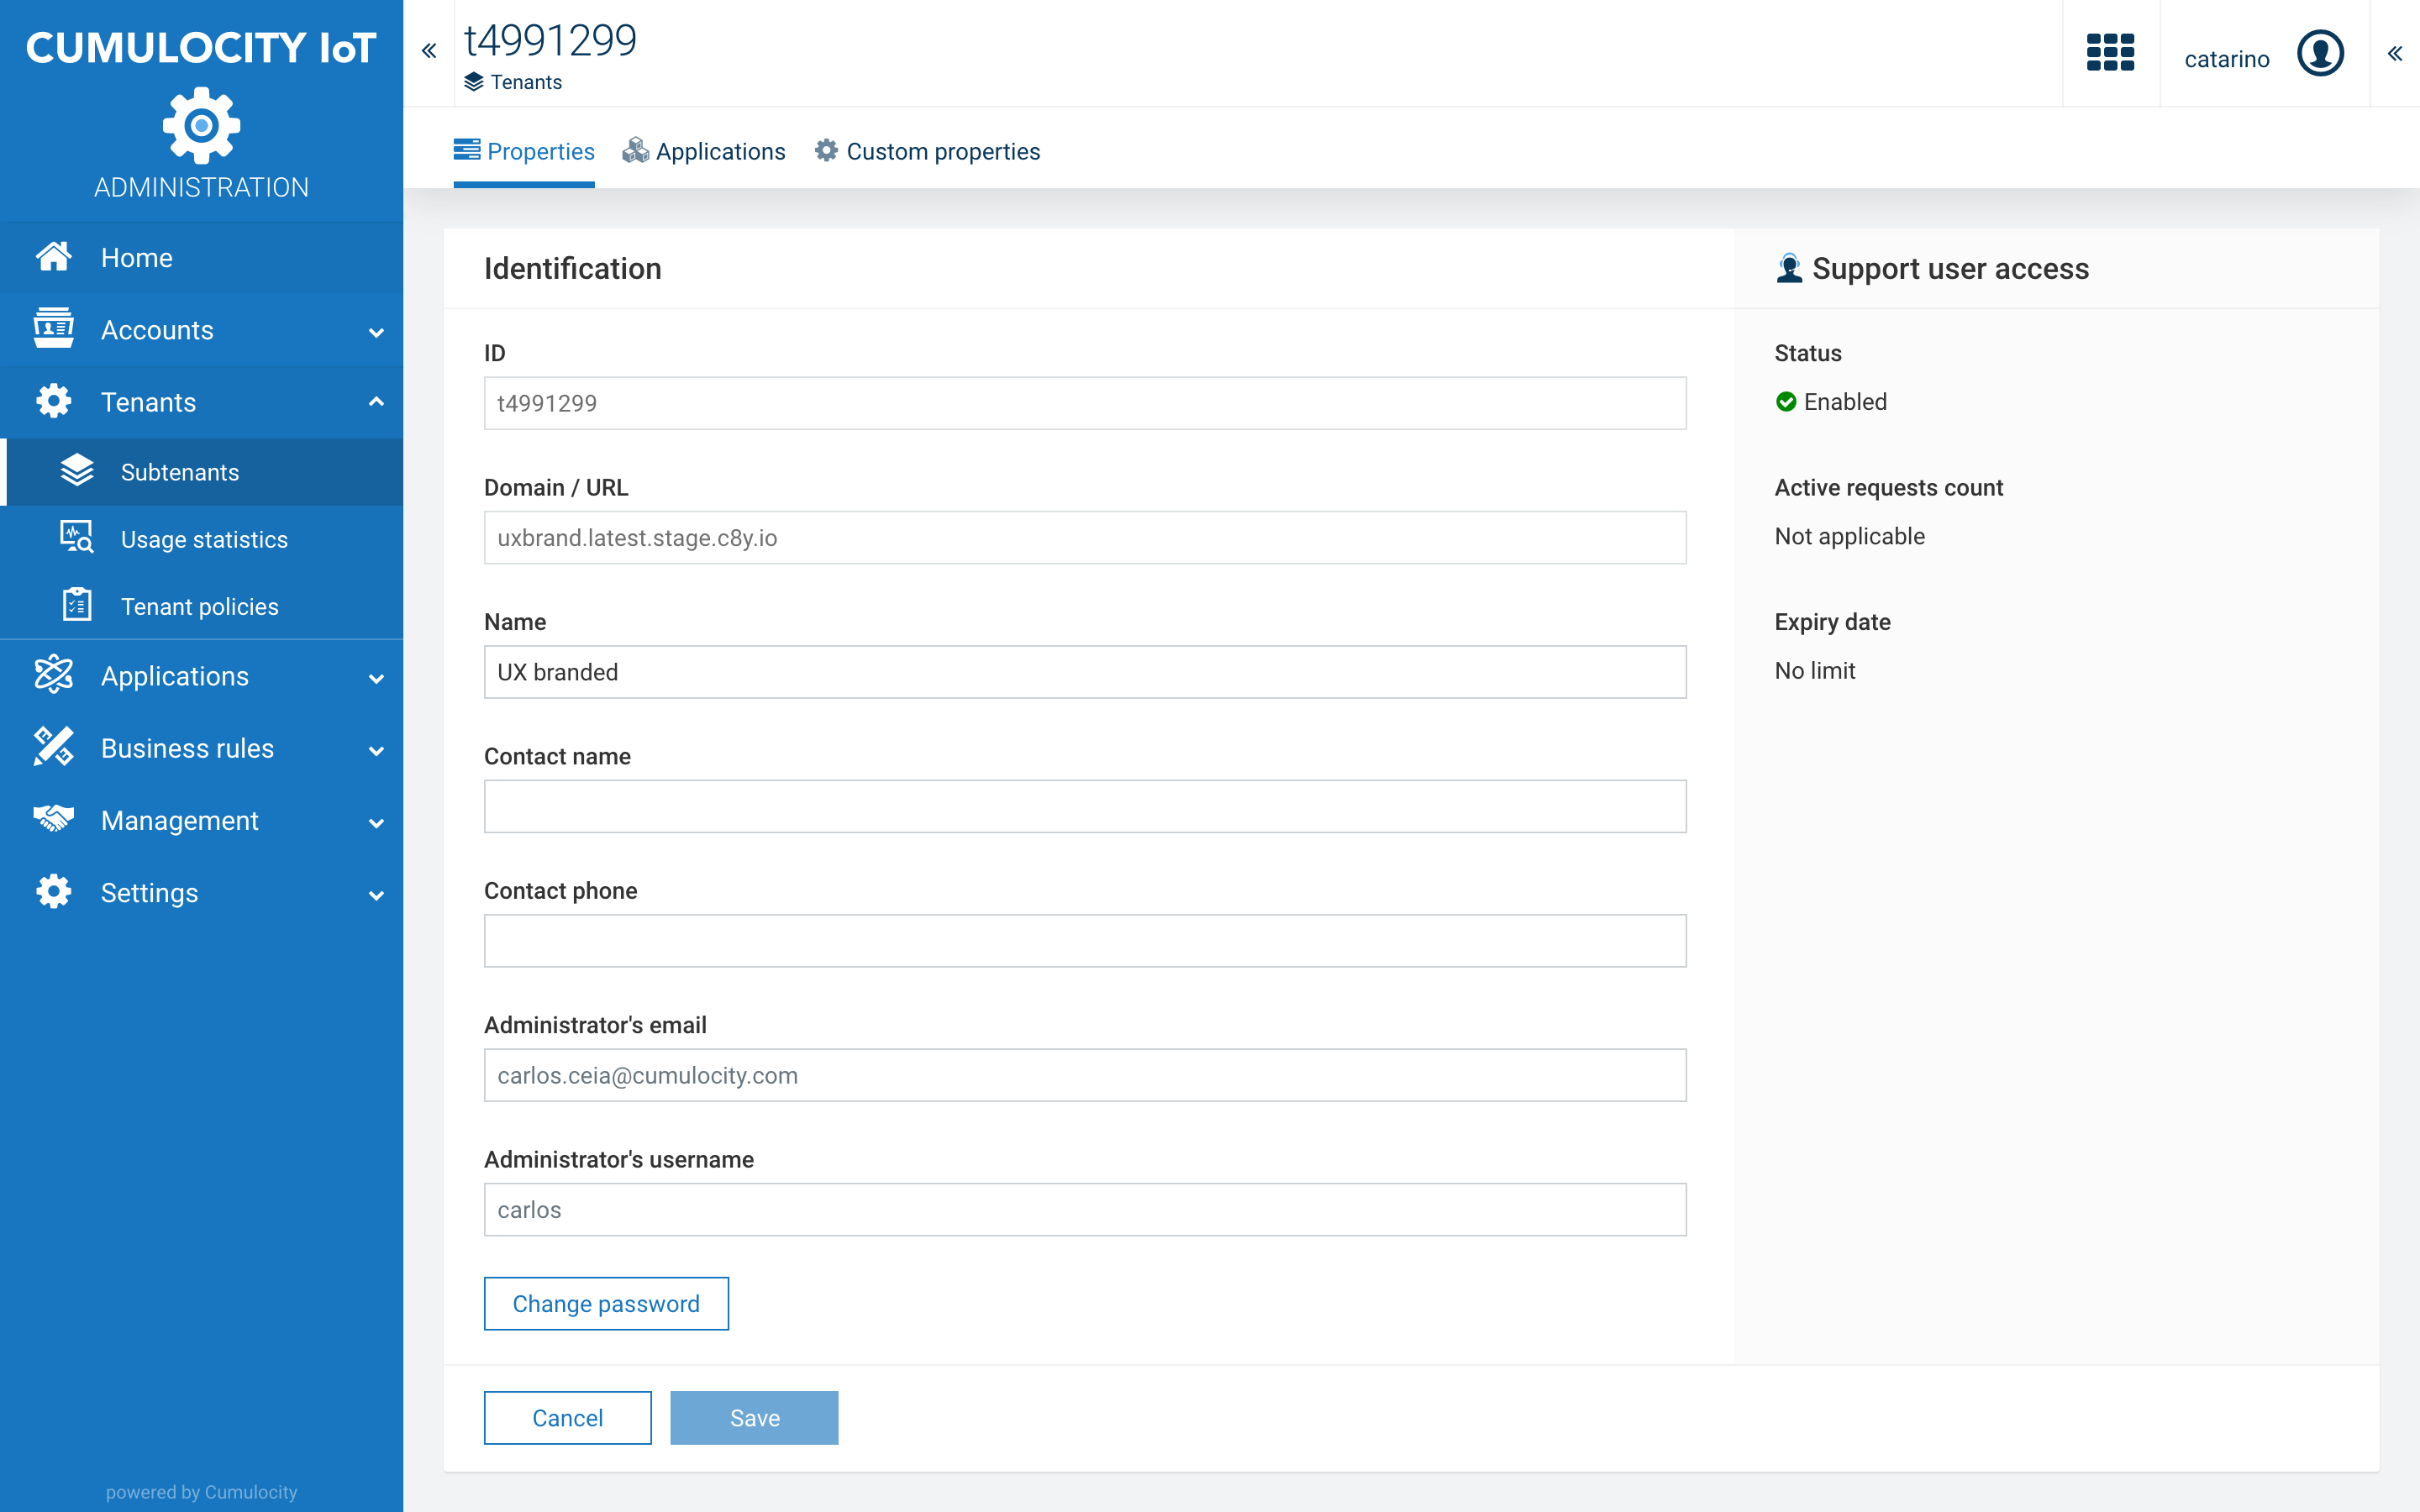 CUMULOCITY IoT
ADMINISTRATION
Home
Accounts
Tenants
Subtenants
Usage statistics
Tenant policies
Applications
Business rules
Management
Settings
powered by Cumulocity
t4991299
Tenants
catarino
Properties
Applications
Custom properties
Identification
ID
t4991299
Domain / URL
uxbrand.latest.stage.c8y.io
Name
UX branded
Contact name
Contact phone
Administrator's email
carlos.ceia@cumulocity.com
Administrator's username
carlos
Change password
Cancel
Save
Support user access
Status
Enabled
Active requests count
Not applicable
Expiry date
No limit